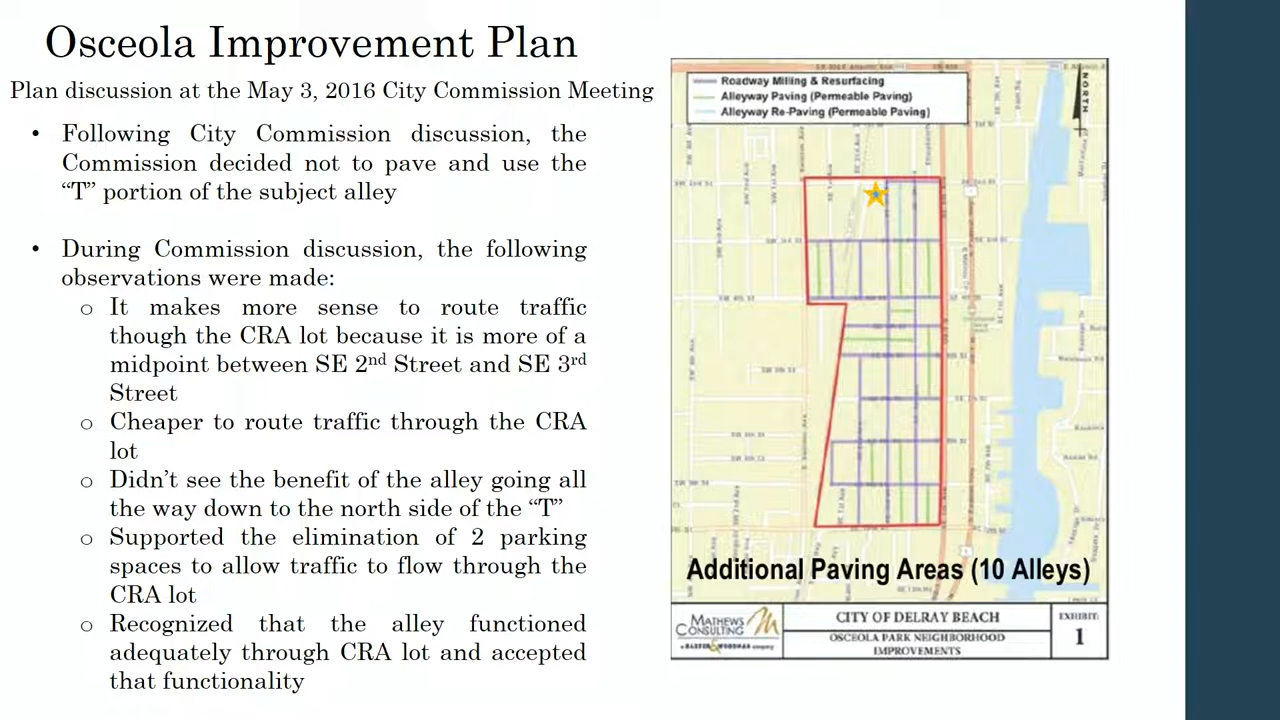 Osceola Improvement Plan
Plan discussion at the May 3, 2016 City Commission Meeting
• Following City Commission discussion, the
Commission decided not to pave and use the
“T” portion of the subject alley
• During Commission discussion, the following
observations were made:
o It makes more sense to route traffic
though the CRA lot because it is more of a
midpoint between SE 2nd Street and SE 3rd
Street
o Cheaper to route traffic through the CRA
lot
o Didn’t see the benefit of the alley going all
the way down to the north side of the “T”
o Supported the elimination of 2 parking
spaces to allow traffic to flow through the
CRA lot
o Recognized that the alley functioned
adequately through CRA lot and accepted
that functionality
Roadway Milling & Resurfacing
Alleyway Paving (Permeable Paving)
Alleyway Re-Paving (Permeable Paving)
NORTH
Additional Paving Areas (10 Alleys)
MATHEWS
CONSULTING
CITY OF DELRAY BEACH
OSCEOLA PARK NEIGHBORHOOD
IMPROVEMENTS
EXHIBIT:
1